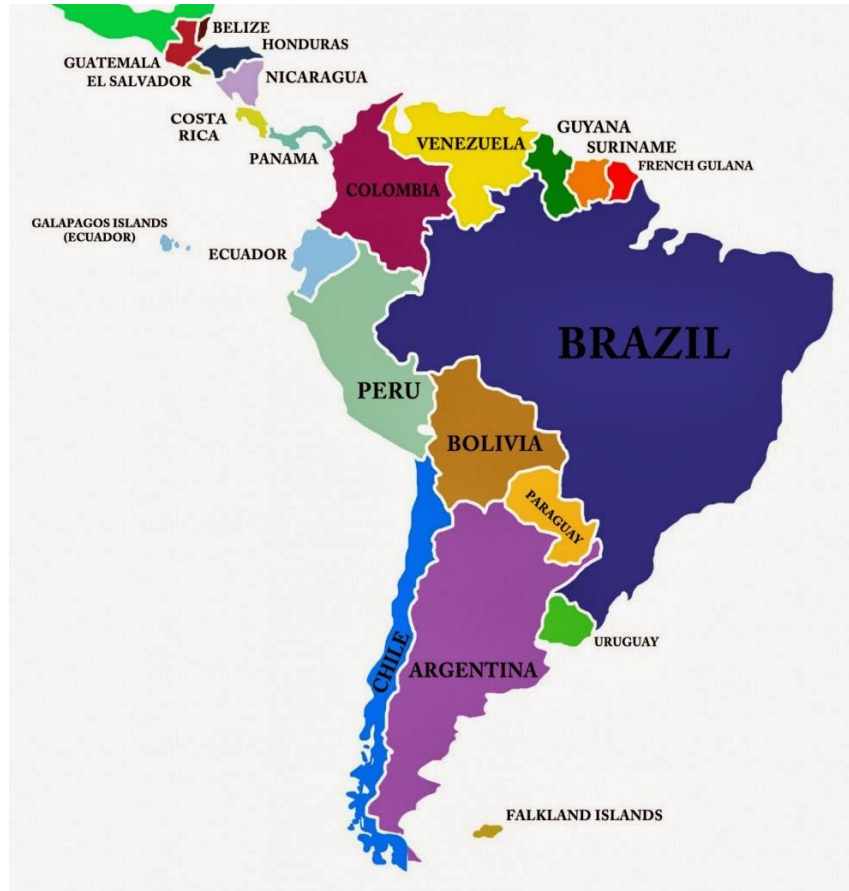 BELIZE
HONDURAS
GUATEMALA
EL SALVADOR
NICARAGUA
COSTA
RICA
PANAMA
VENEZUELA
GUYANA
SURINAME
FRENCH GULANA
COLOMBIA
GALAPAGOS ISLANDS
(ECUADOR)
ECUADOR
BRAZIL
PERU
BOLIVIA
PARAGUAY
URUGUAY
CHILE
ARGENTINA
FALKLAND ISLANDS